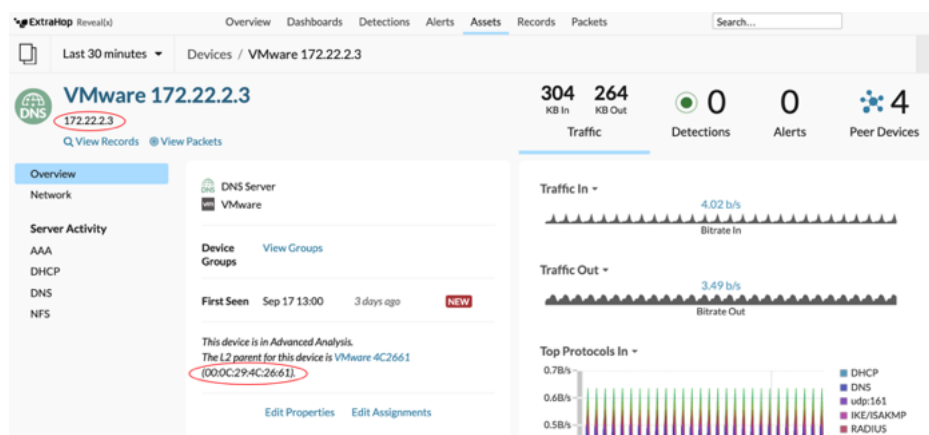 ExtraHop Reveal(x) Overview Dashboards Detections Alerts Assets Records Packets Search...
Last 30 minutes Devices / VMware 172.22.2.3
DNS VMware 172.22.2.3
172.22.2.3
View Records View Packets
304 264 0 0 4
KB In KB Out
Traffic Detections Alerts Peer Devices
Overview
Network
Server Activity
AAA
DHCP
DNS
NFS
DNS DNS Server
vm VMware
Device Groups View Groups
First Seen Sep 17 13:00 3 days ago NEW
This device is in Advanced Analysis.
The L2 parent for this device is VMware 4C2661
(00:0C:29:4C:26:61).
Edit Properties Edit Assignments
Traffic In
4.02 b/s
Bitrate In
Traffic Out
3.49 b/s
Bitrate Out
Top Protocols In
0.7B/s
0.6B/s
0.5B/s
DHCP
DNS
udp:161
IKE/ISAKMP
RADIUS